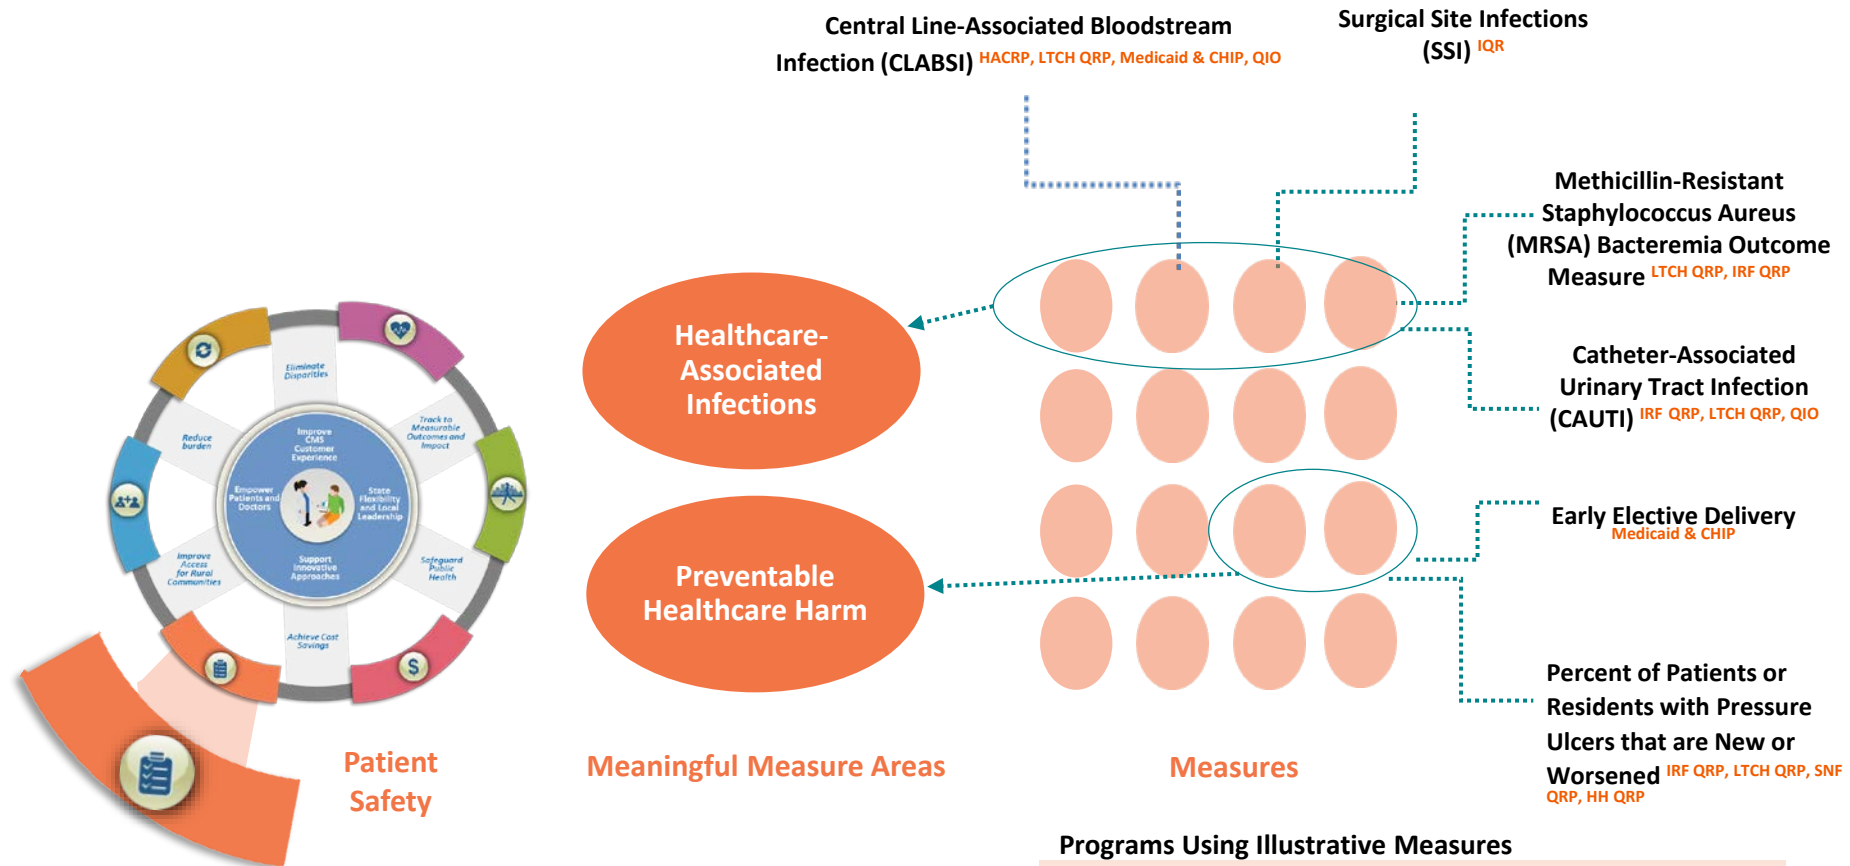 Central Line-Associated Bloodstream
Infection (CLABSI) HACRP, LTCH QRP, Medicaid & CHIP, QIO
Surgical Site Infections
(SSI) IQR
Methicillin-Resistant
Staphylococcus Aureus
(MRSA) Bacteremia Outcome
Measure LTCH QRP, IRF QRP
Healthcare-
Associated
Infections
Catheter-Associated
Urinary Tract Infection
(CAUTI) IRF QRP, LTCH QRP, QIO
Eliminate
Disparities
Track to
Measurable
Outcomes and
Impact
Reduce
burden
Improve
CMS
Customer
Experience
Empower
Patients and
Doctors
State
Flexibility
and Local
Leadership
Support
Innovative
Approaches
Improve
Access
for Rural
Communities
Safeguard
Public
Health
Achieve Cost
Savings
$
Preventable
Healthcare Harm
Early Elective Delivery
Medicaid & CHIP
Percent of Patients or
Residents with Pressure
Ulcers that are New or
Worsened IRF QRP, LTCH QRP, SNF
QRP, HH QRP
Patient
Safety
Meaningful Measure Areas
Measures
Programs Using Illustrative Measures